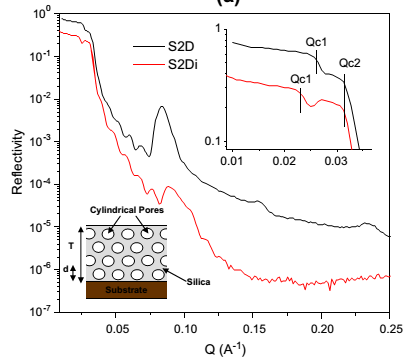 (a)
10⁰
10⁻¹
10⁻²
10⁻³
10⁻⁴
10⁻⁵
10⁻⁶
10⁻⁷
Reflectivity
S2D
S2Di
Qc1
Qc2
Qc1
1
0.1
0.01
0.02
0.03
Cylindrical Pores
T
d
Silica
Substrate
0.05
0.10
0.15
0.20
0.25
Q (A⁻¹)